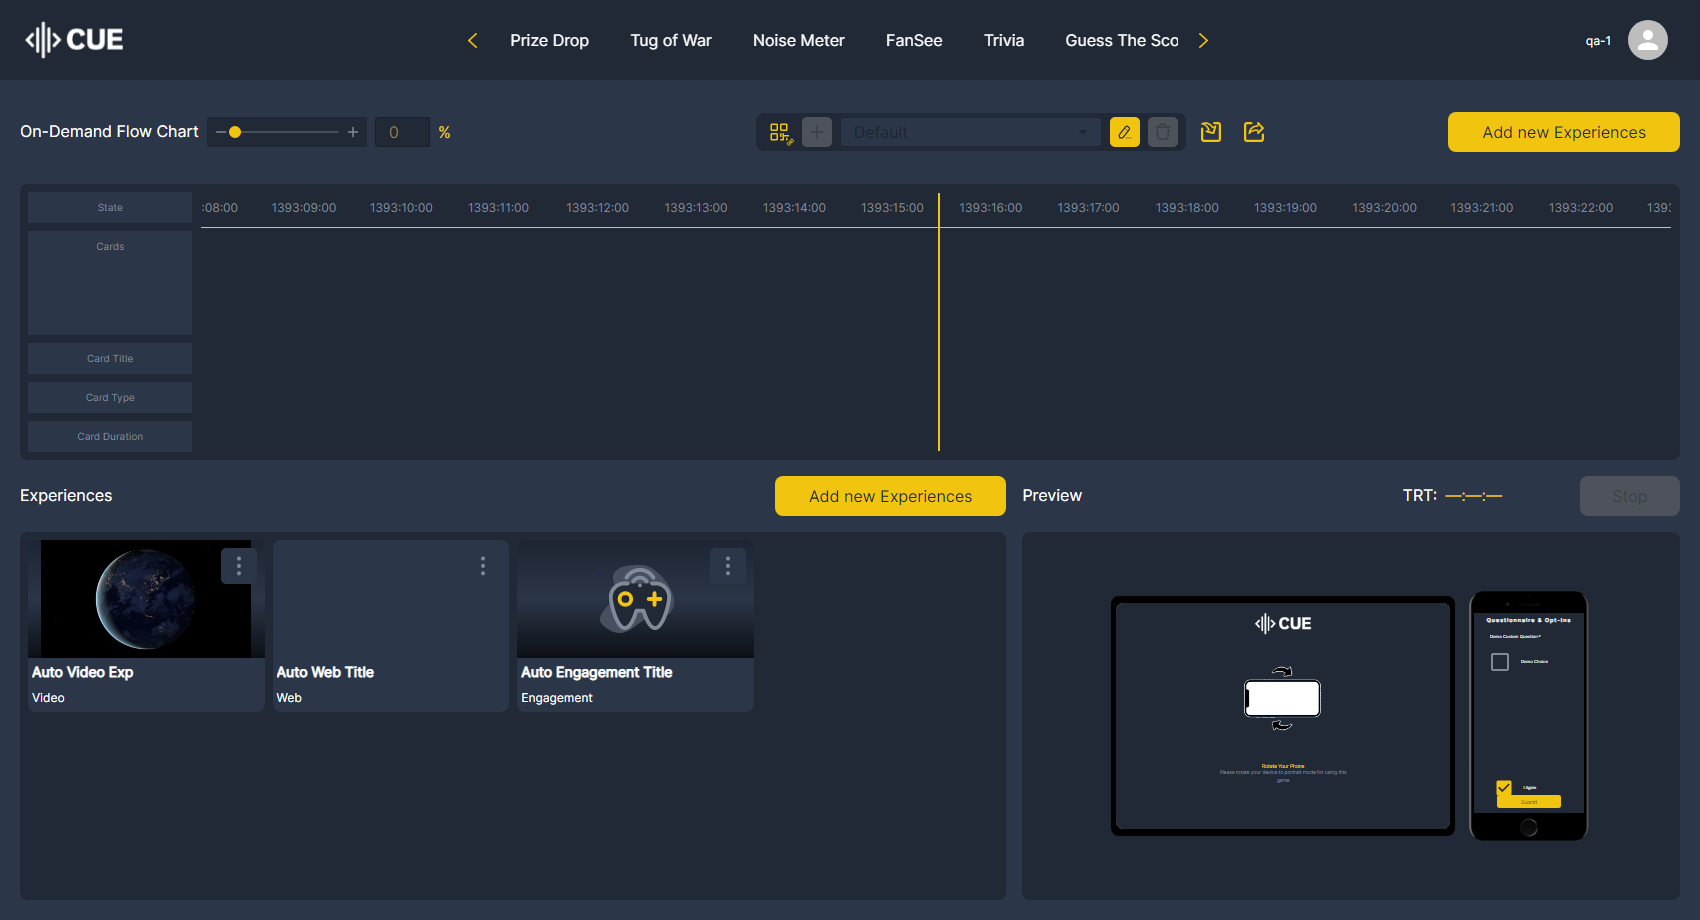 CUE
Prize Drop
Tug of War
Noise Meter
FanSee
Trivia
Guess The Sco
qa-1
On-Demand Flow Chart
0
%
Default
Add new Experiences
State
:08:00
1393:09:00
1393:10:00
1393:11:00
1393:12:00
1393:13:00
1393:14:00
1393:15:00
1393:16:00
1393:17:00
1393:18:00
1393:19:00
1393:20:00
1393:21:00
1393:22:00
1393:
Cards
Card Title
Card Type
Card Duration
Experiences
Add new Experiences
Preview
TRT: —:—:—
Stop
Auto Video Exp
Video
Auto Web Title
Web
Auto Engagement Title
Engagement
CUE
Rotate Your Phone
Please rotate your device to portrait mode for using this
game
Questionnaire & Opt-Ins
Demo Custom Question*
Demo Choice
I Agree
Submit